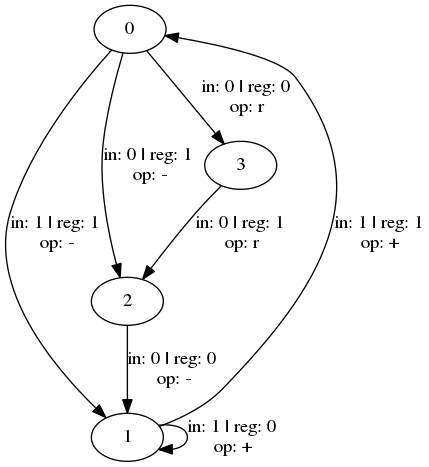 0
in: 0 | reg: 0
op: r
in: 0 | reg: 1
op: -
3
in: 1 | reg: 1
op: -
in: 0 | reg: 1
op: r
in: 1 | reg: 1
op: +
2
in: 0 | reg: 0
op: -
1
in: 1 | reg: 0
op: +